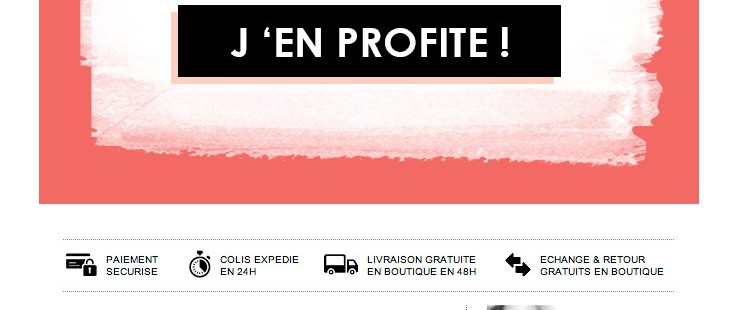 J ‘EN PROFITE !
PAIEMENT
SECURISE
COLIS EXPEDIE
EN 24H
LIVRAISON GRATUITE
EN BOUTIQUE EN 48H
ECHANGE & RETOUR
GRATUITS EN BOUTIQUE